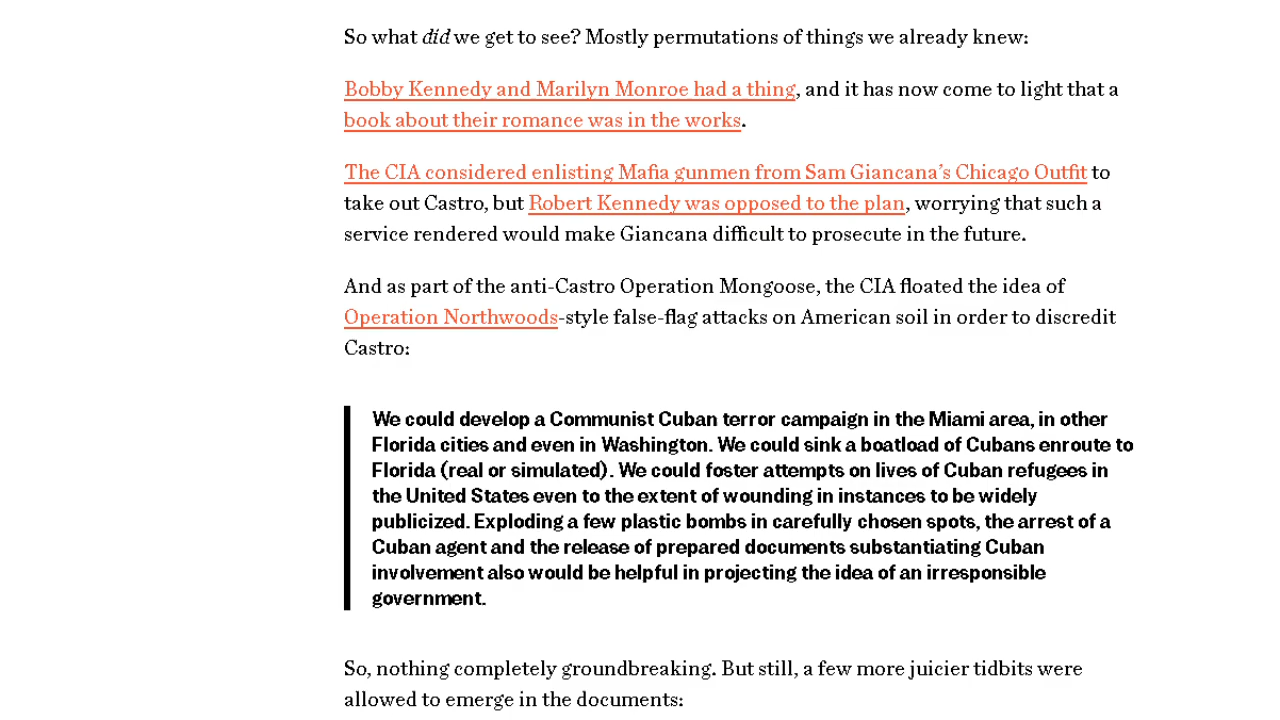 So what did we get to see? Mostly permutations of things we already knew:
Bobby Kennedy and Marilyn Monroe had a thing, and it has now come to light that a
book about their romance was in the works.
The CIA considered enlisting Mafia gunmen from Sam Giancana’s Chicago Outfit to
take out Castro, but Robert Kennedy was opposed to the plan, worrying that such a
service rendered would make Giancana difficult to prosecute in the future.
And as part of the anti-Castro Operation Mongoose, the CIA floated the idea of
Operation Northwoods-style false-flag attacks on American soil in order to discredit
Castro:
We could develop a Communist Cuban terror campaign in the Miami area, in other
Florida cities and even in Washington. We could sink a boatload of Cubans enroute to
Florida (real or simulated). We could foster attempts on lives of Cuban refugees in
the United States even to the extent of wounding in instances to be widely
publicized. Exploding a few plastic bombs in carefully chosen spots, the arrest of a
Cuban agent and the release of prepared documents substantiating Cuban
involvement also would be helpful in projecting the idea of an irresponsible
government.
So, nothing completely groundbreaking. But still, a few more juicier tidbits were
allowed to emerge in the documents: